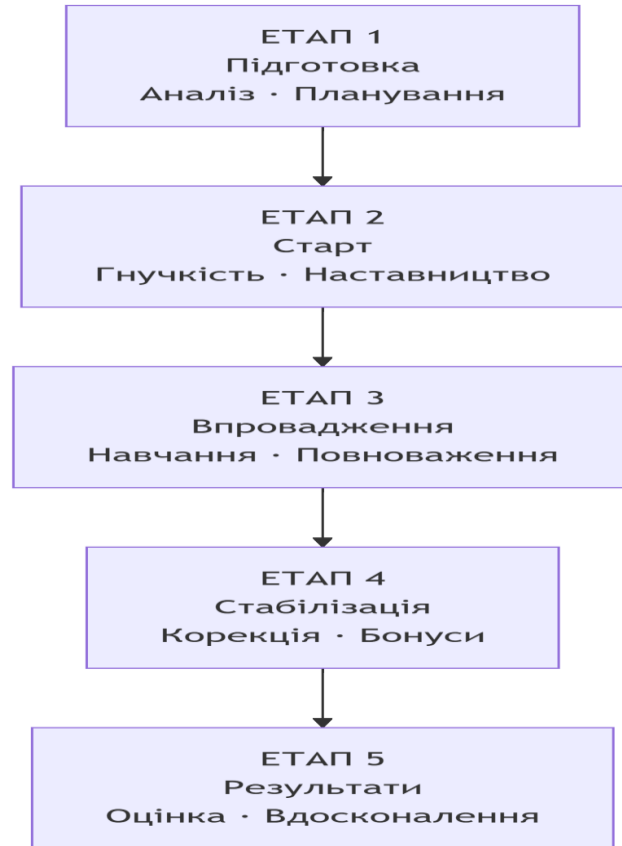 ЕТАП 1
Підготовка
Аналіз · Планування
ЕТАП 2
Старт
Гнучкість · Наставництво
ЕТАП 3
Впровадження
Навчання · Повноваження
ЕТАП 4
Стабілізація
Корекція · Бонуси
ЕТАП 5
Результати
Оцінка · Вдосконалення